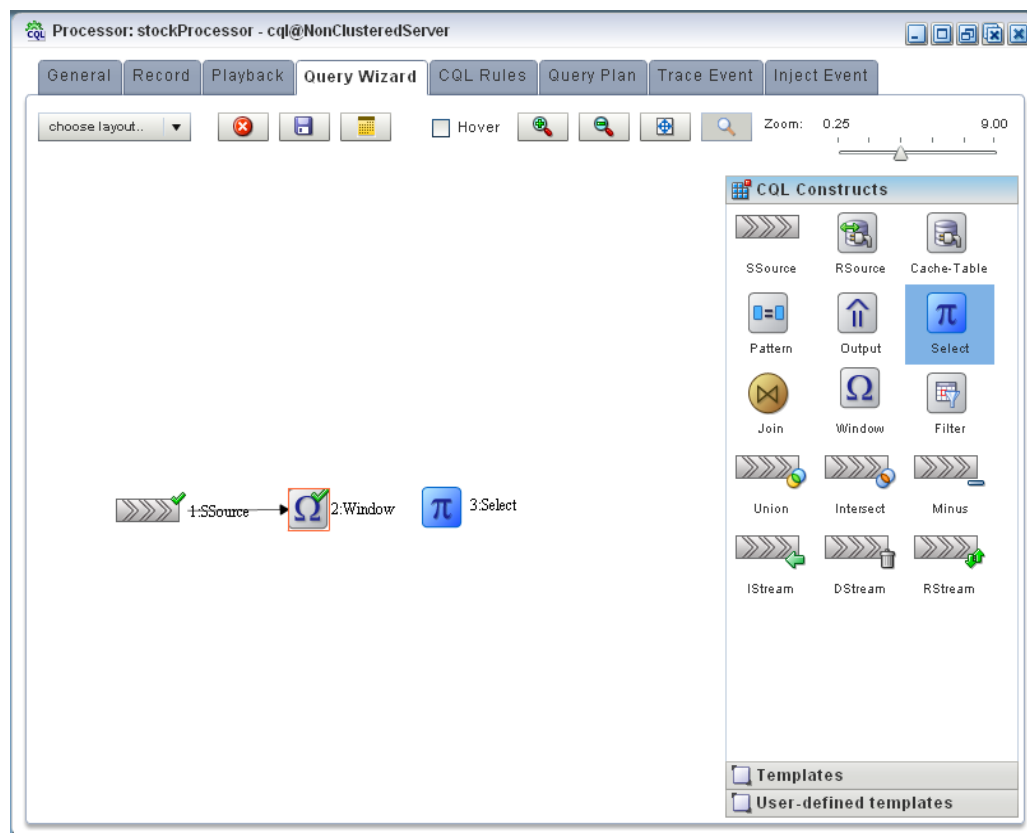 Processor: stockProcessor - cql@NonClusteredServer
General Record Playback Query Wizard CQL Rules Query Plan Trace Event Inject Event
choose layout.. Hover Zoom: 0.25 9.00
CQL Constructs
SSource RSource Cache-Table
Pattern Output Select
Join Window Filter
1:SSource 2:Window 3:Select
Union Intersect Minus
IStream DStream RStream
Templates
User-defined templates